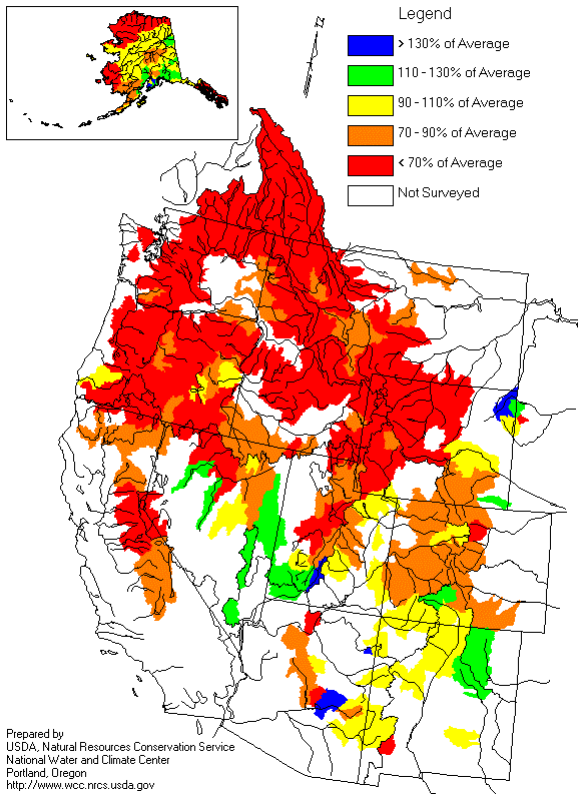 Legend
> 130% of Average
110 - 130% of Average
90 - 110% of Average
70 - 90% of Average
< 70% of Average
Not Surveyed
N
Prepared by
USDA, Natural Resources Conservation Service
National Water and Climate Center
Portland, Oregon
http://www.wcc.nrcs.usda.gov